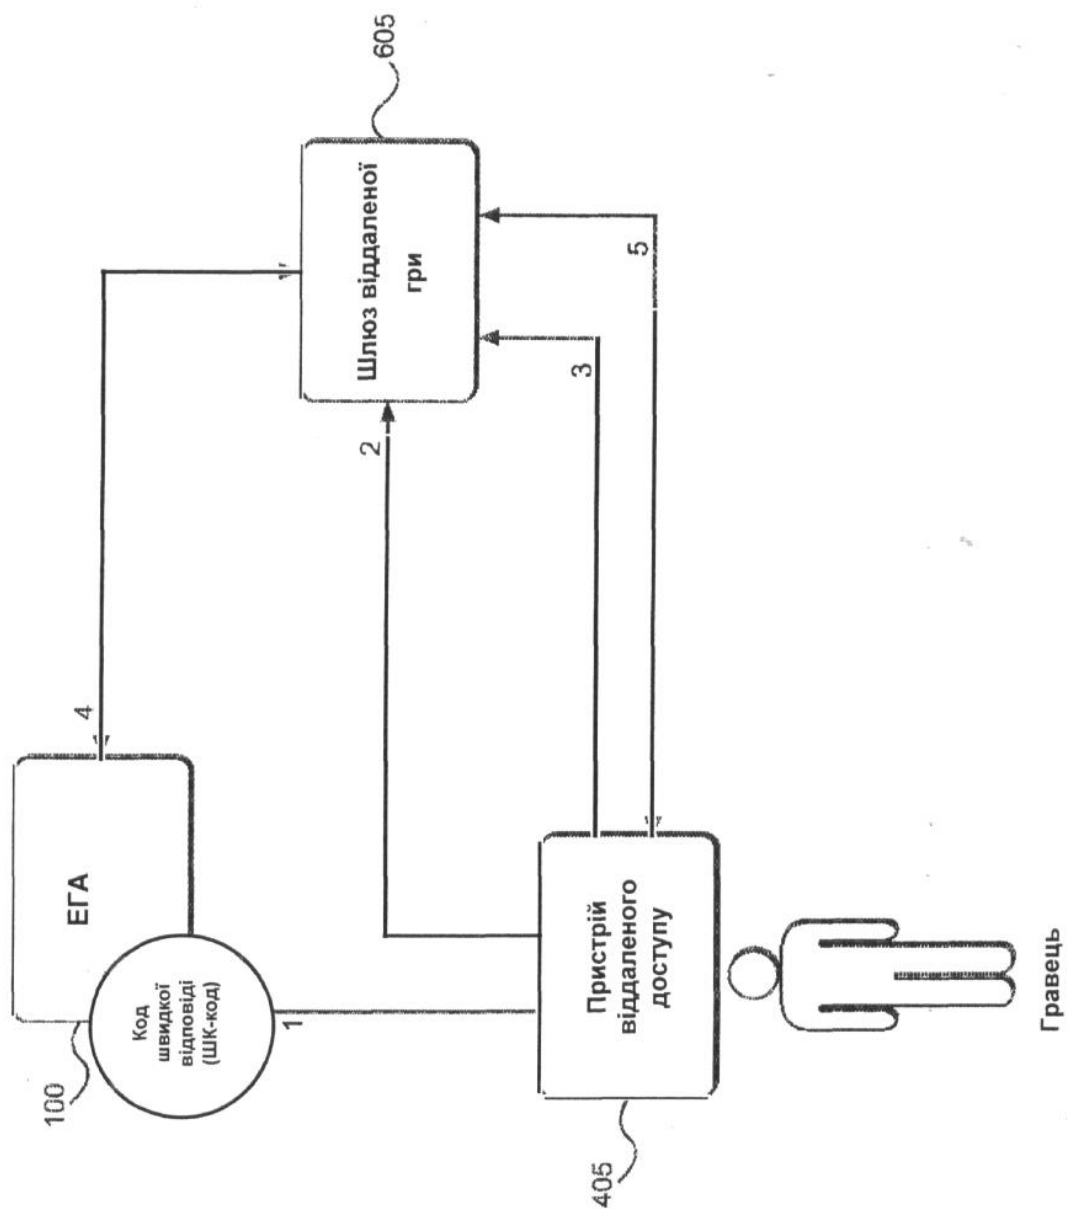 100
ЕГА
Код
швидкої
відповіді
(ШК-код)
4
605
Шлюз віддаленої
гри
1
2
3
5
405
Пристрій
віддаленого
доступу
Гравець